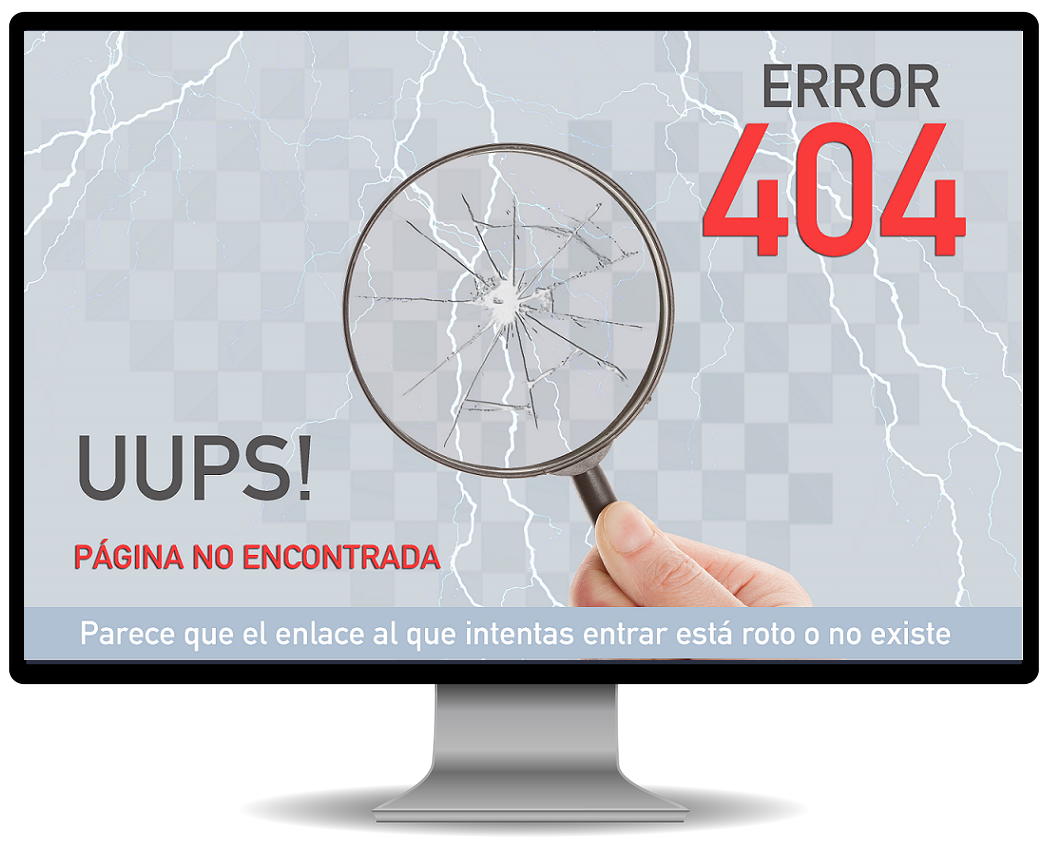 ERROR
404
UUPS!
PÁGINA NO ENCONTRADA
Parece que el enlace al que intentas entrar está roto o no existe